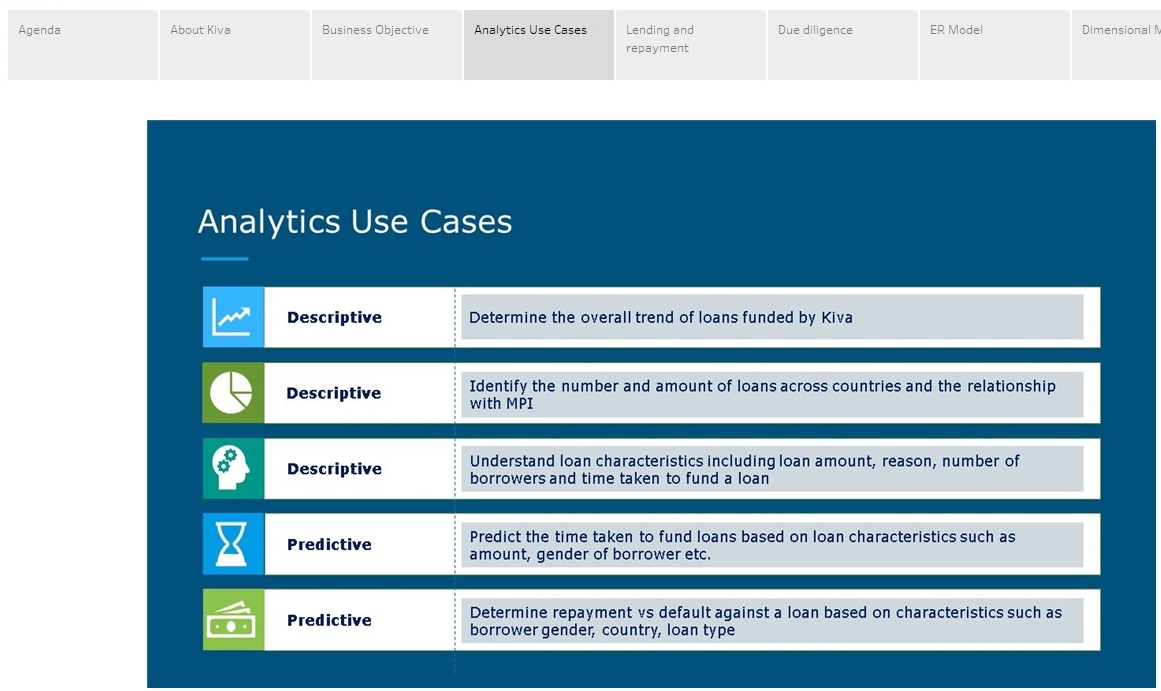 Agenda
About Kiva
Business Objective
Analytics Use Cases
Lending and
repayment
Due diligence
ER Model
Dimensional M
Analytics Use Cases
Descriptive
Determine the overall trend of loans funded by Kiva
Descriptive
Identify the number and amount of loans across countries and the relationship
with MPI
Descriptive
Understand loan characteristics including loan amount, reason, number of
borrowers and time taken to fund a loan
Predictive
Predict the time taken to fund loans based on loan characteristics such as
amount, gender of borrower etc.
Predictive
Determine repayment vs default against a loan based on characteristics such as
borrower gender, country, loan type